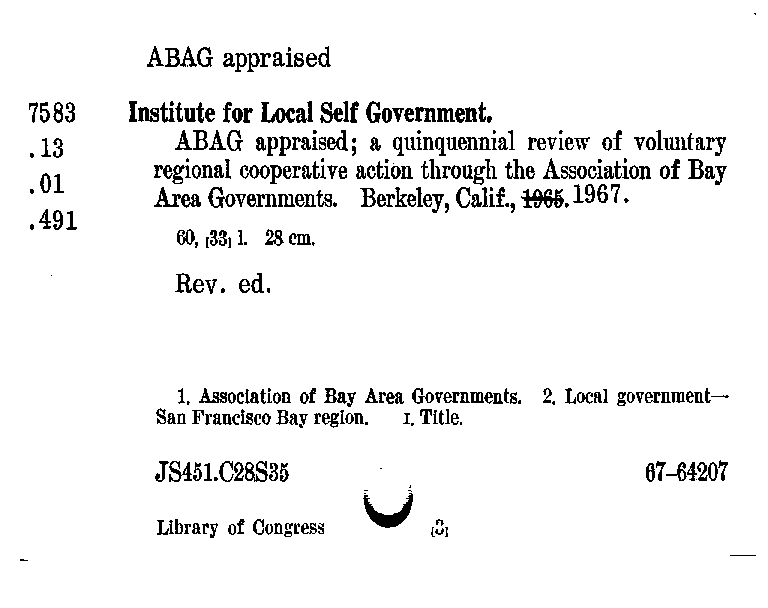 ABAG appraised
7583
.13
.01
.491
Institute for Local Self Government.
ABAG appraised; a quinquennial review of voluntary
regional cooperative action through the Association of Bay
Area Governments. Berkeley, Calif., 1965. 1967.
60, [33] l. 28 cm.
Rev. ed.
1. Association of Bay Area Governments. 2. Local government—
San Francisco Bay region. I. Title.
JS451.C28S35 67–64207
Library of Congress [3]